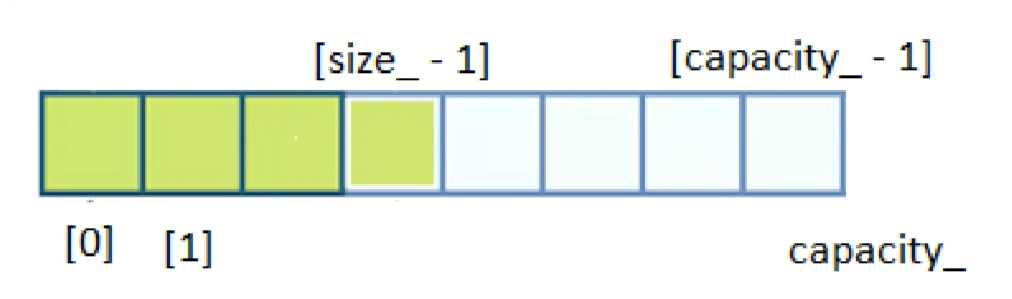 [size_ - 1] [capacity_ - 1]
[0] [1] capacity_